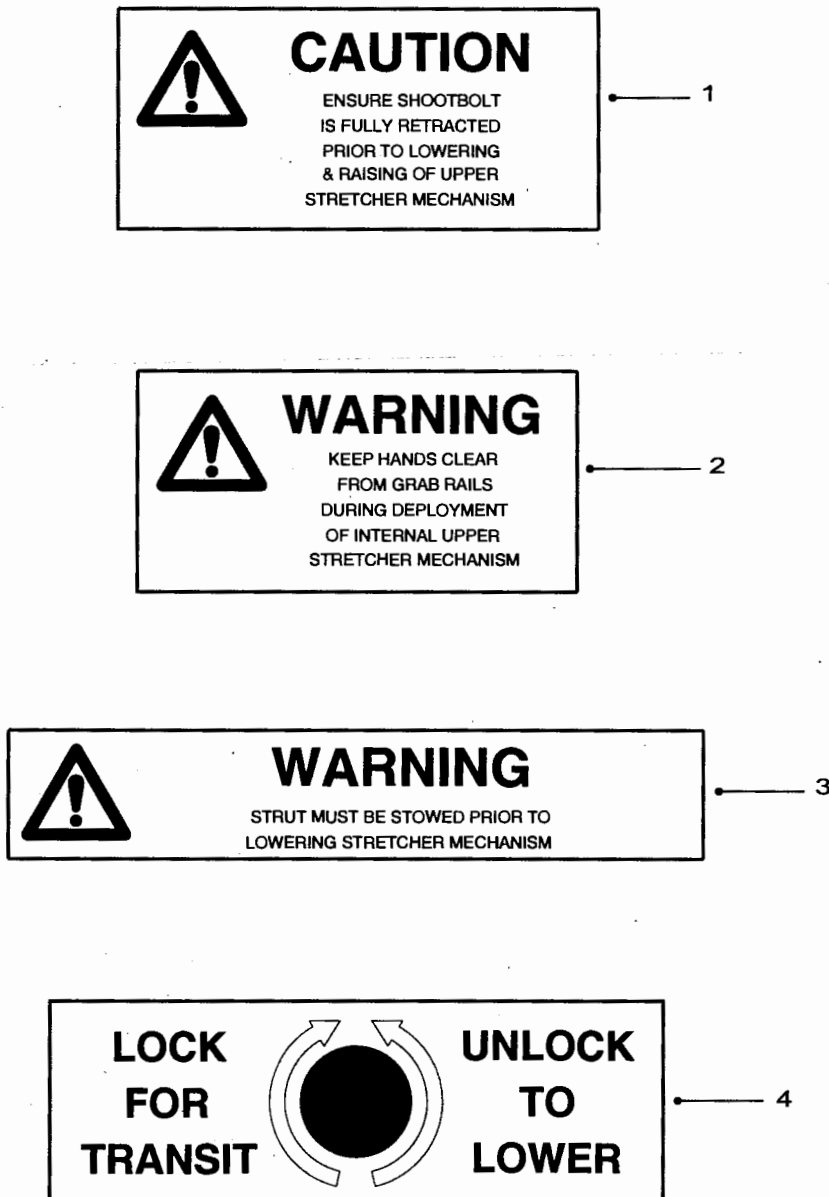 CAUTION
ENSURE SHOOTBOLT
IS FULLY RETRACTED
PRIOR TO LOWERING
& RAISING OF UPPER
STRETCHER MECHANISM
1
WARNING
KEEP HANDS CLEAR
FROM GRAB RAILS
DURING DEPLOYMENT
OF INTERNAL UPPER
STRETCHER MECHANISM
2
WARNING
STRUT MUST BE STOWED PRIOR TO
LOWERING STRETCHER MECHANISM
3
LOCK
FOR
TRANSIT
UNLOCK
TO
LOWER
4